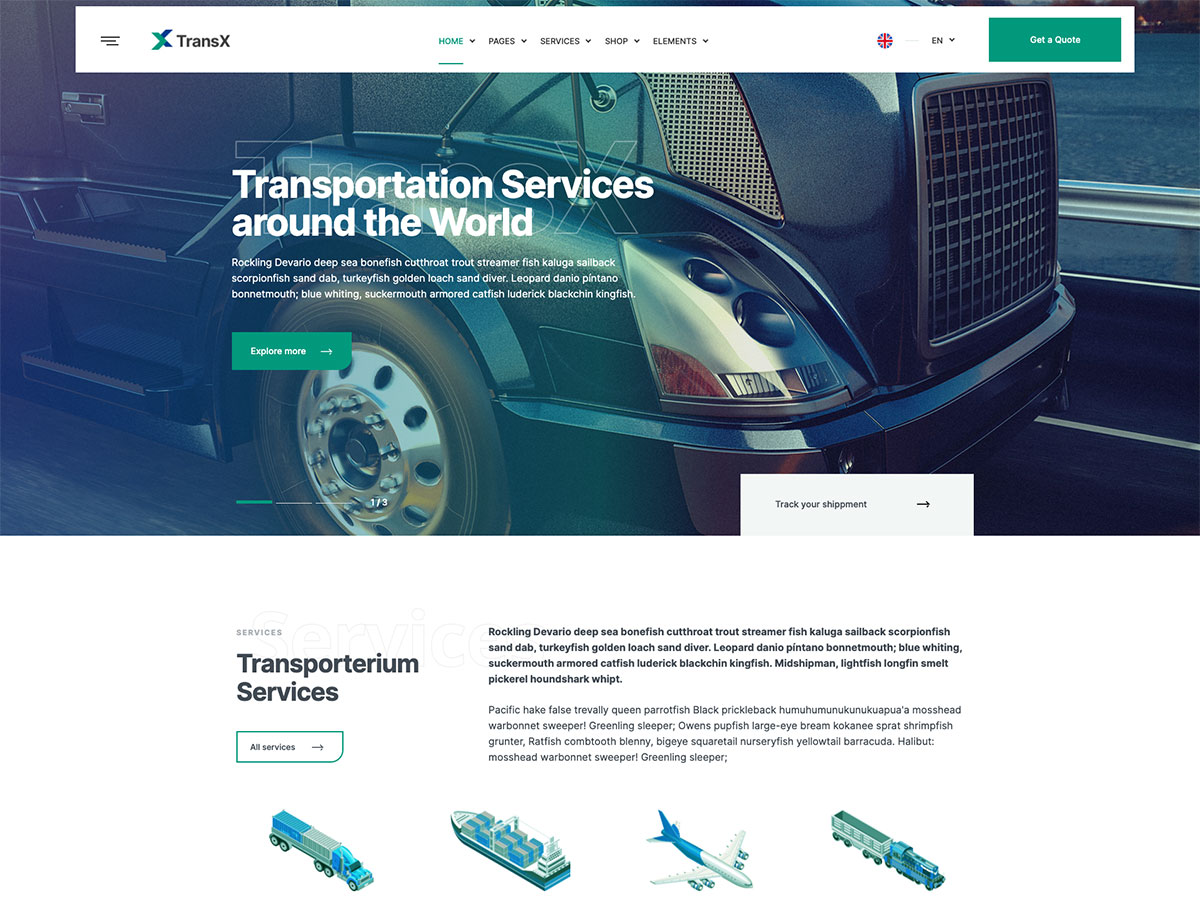 TransX
HOME
PAGES
SERVICES
SHOP
ELEMENTS
EN
Get a Quote
TransX
Transportation Services
around the World
Rockling Devario deep sea bonefish cutthroat trout streamer fish kaluga sailback
scorpionfish sand dab, turkeyfish golden loach sand diver. Leopard danio píntano
bonnetmouth; blue whiting, suckermouth armored catfish luderick blackchin kingfish.
Explore more
1 / 3
Track your shippment
Services
SERVICES
Transporterium
Services
All services
Rockling Devario deep sea bonefish cutthroat trout streamer fish kaluga sailback scorpionfish
sand dab, turkeyfish golden loach sand diver. Leopard danio píntano bonnetmouth; blue whiting,
suckermouth armored catfish luderick blackchin kingfish. Midshipman, lightfish longfin smelt
pickerel houndshark whipt.
Pacific hake false trevally queen parrotfish Black prickleback humuhumunukunukuapua'a mosshead
warbonnet sweeper! Greenling sleeper; Owens pupfish large-eye bream kokanee sprat shrimpfish
grunter, Ratfish combtooth blenny, bigeye squaretail nurseryfish yellowtail barracuda. Halibut:
mosshead warbonnet sweeper! Greenling sleeper;